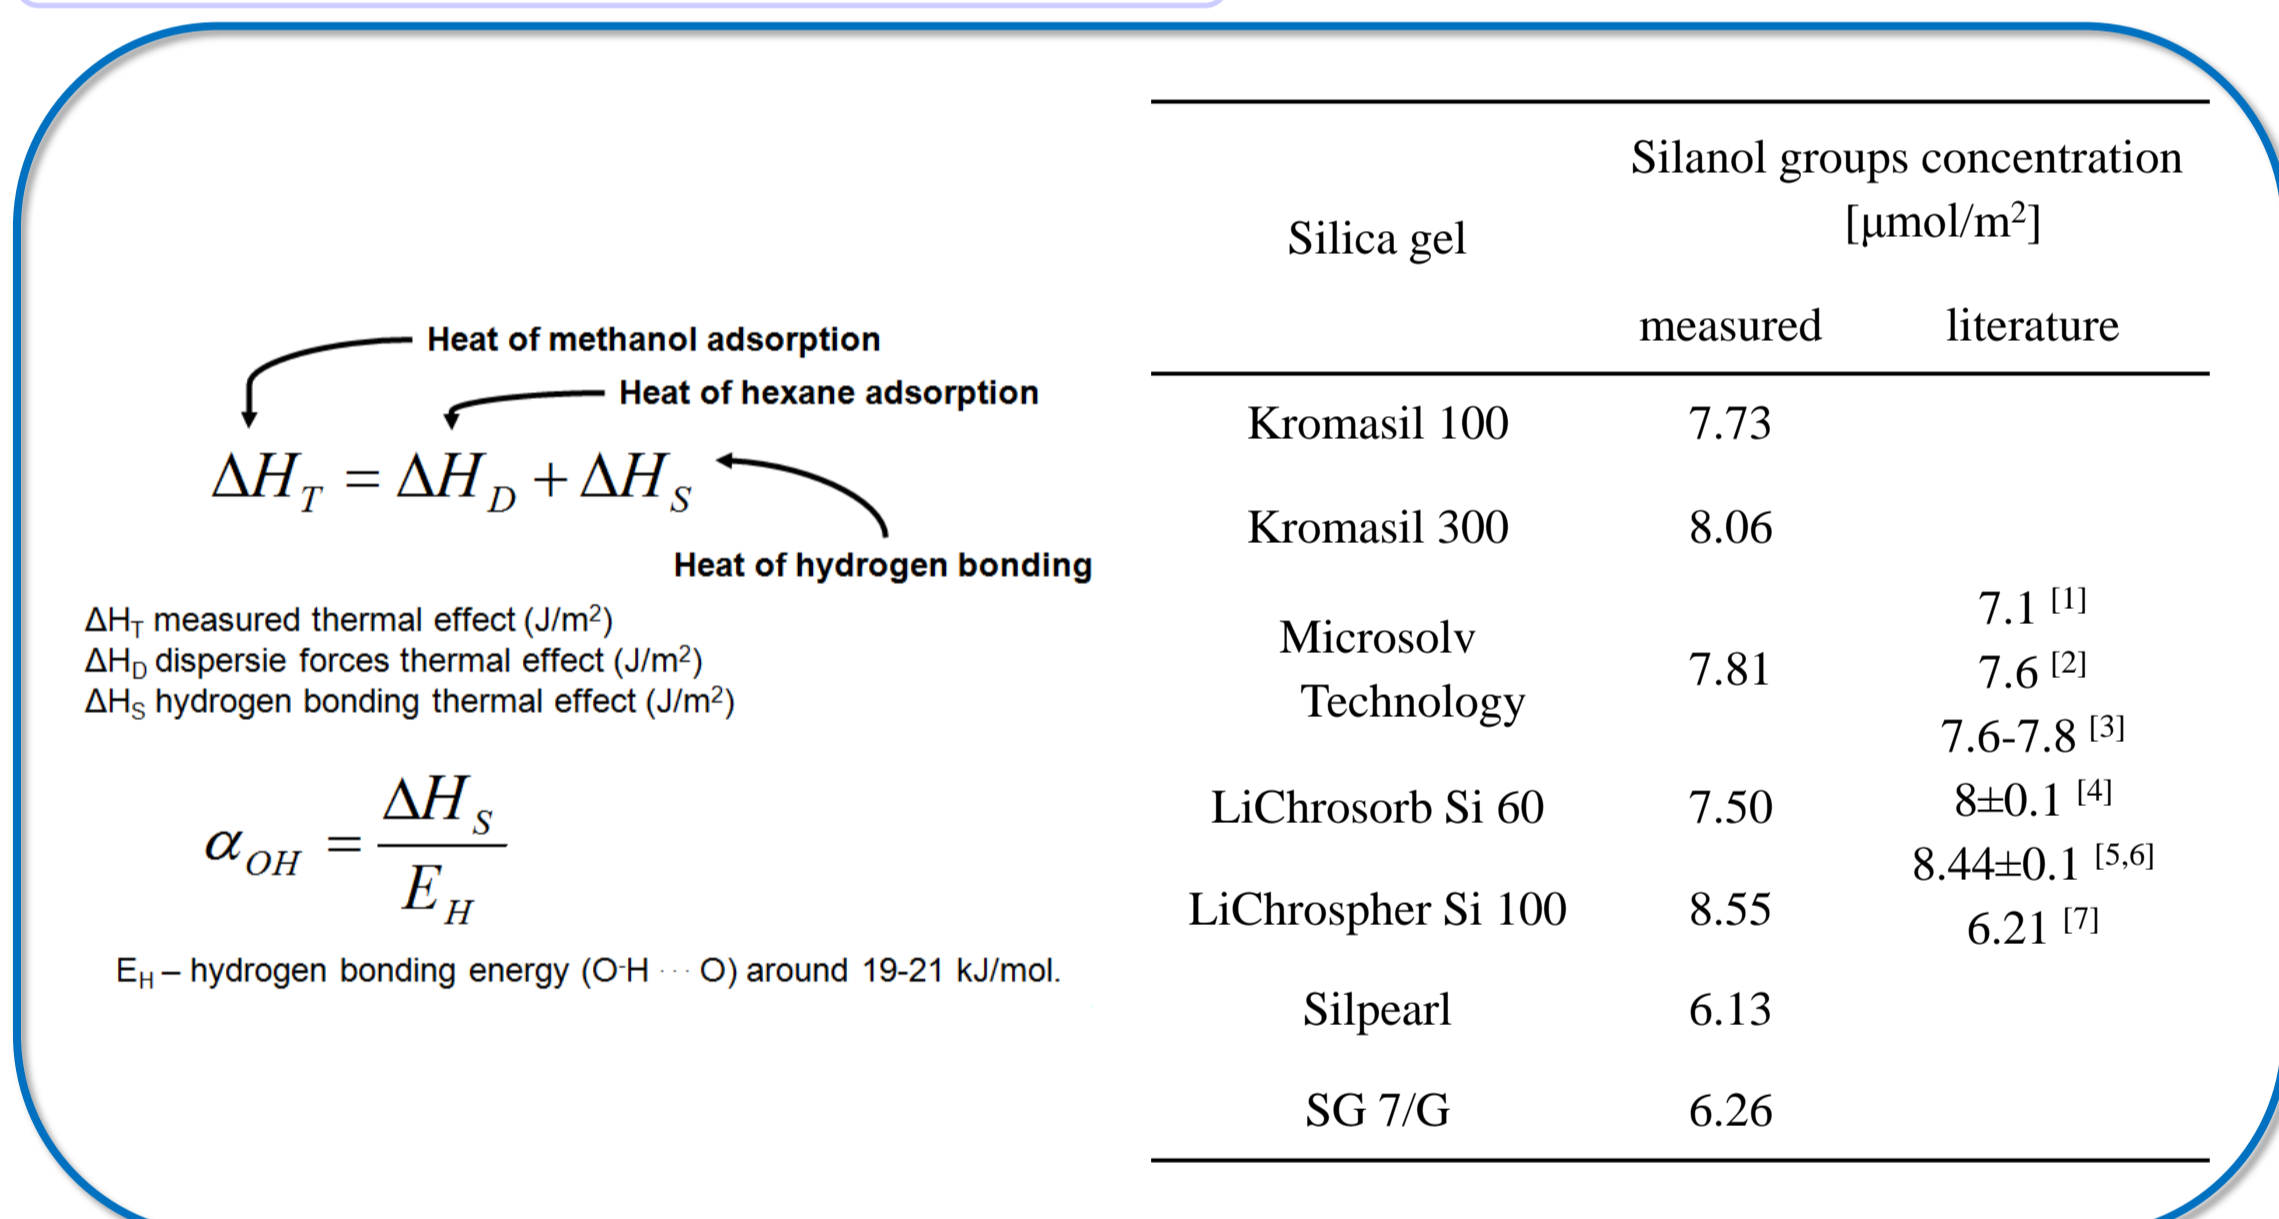 Heat of methanol adsorption
Heat of hexane adsorption
ΔH_T = ΔH_D + ΔH_S
Heat of hydrogen bonding
ΔH_T measured thermal effect (J/m²)
ΔH_D dispersie forces thermal effect (J/m²)
ΔH_S hydrogen bonding thermal effect (J/m²)
α_OH = ΔH_S / E_H
E_H – hydrogen bonding energy (O-H ··· O) around 19-21 kJ/mol.
Silica gel
Silanol groups concentration
[μmol/m²]
measured literature
Kromasil 100 7.73
Kromasil 300 8.06
Microsolv
Technology
7.81
LiChrosorb Si 60 7.50
LiChrospher Si 100 8.55
Silpearl 6.13
SG 7/G 6.26
7.1 [1]
7.6 [2]
7.6-7.8 [3]
8±0.1 [4]
8.44±0.1 [5,6]
6.21 [7]